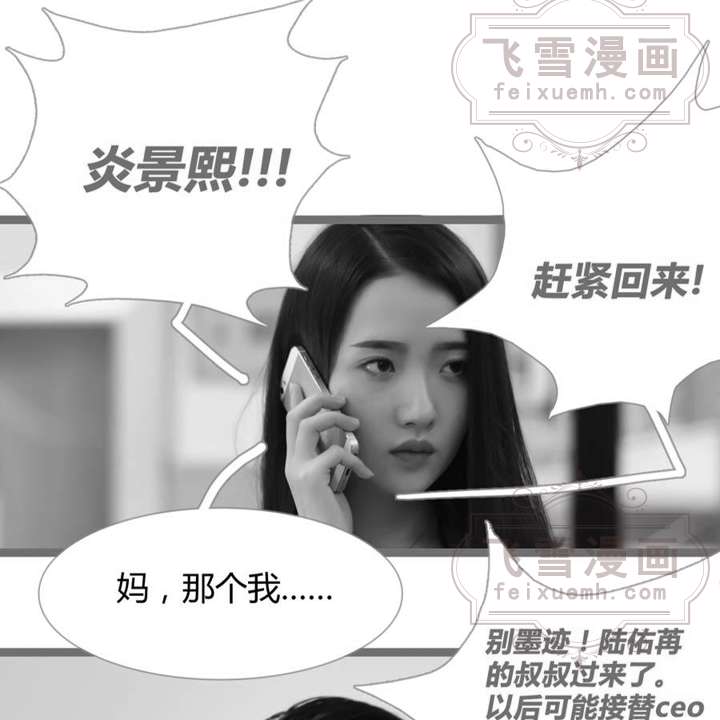 飞雪漫画
feixuemh.com
炎景熙!!!
赶紧回来!
妈，那个我……
飞雪漫画
feixuemh.com
别墨迹！陆佑苒
的叔叔过来了。
以后可能接替ceo